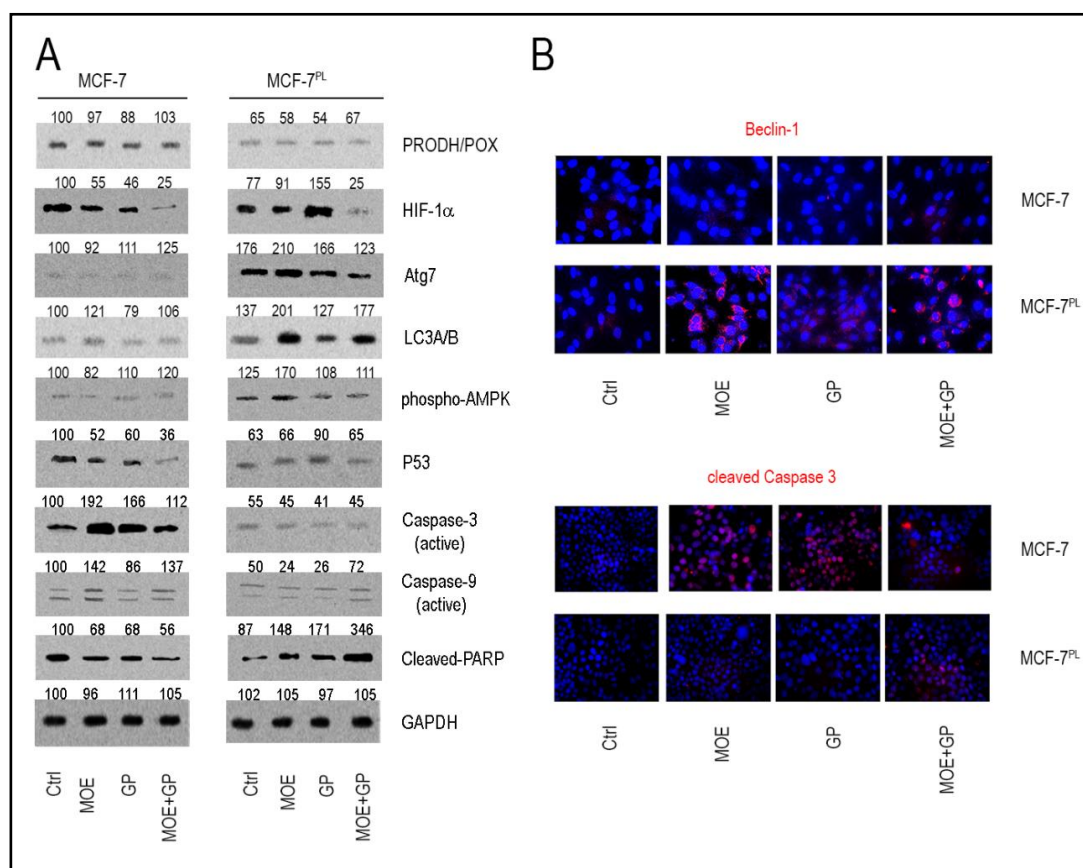 A
MCF-7 MCF-7PL
100 97 88 103 65 58 54 67
PRODH/POX
100 55 46 25 77 91 155 25
HIF-1α
100 92 111 125 176 210 166 123
Atg7
100 121 79 106 137 201 127 177
LC3A/B
100 82 110 120 125 170 108 111
phospho-AMPK
100 52 60 36 63 66 90 65
P53
100 192 166 112 55 45 41 45
Caspase-3
(active)
100 142 86 137 50 24 26 72
Caspase-9
(active)
100 68 68 56 87 148 171 346
Cleaved-PARP
100 96 111 105 102 105 97 105
GAPDH
Ctrl MOE GP MOE+GP Ctrl MOE GP MOE+GP
B
Beclin-1
MCF-7
MCF-7PL
Ctrl MOE GP MOE+GP
cleaved Caspase 3
MCF-7
MCF-7PL
Ctrl MOE GP MOE+GP